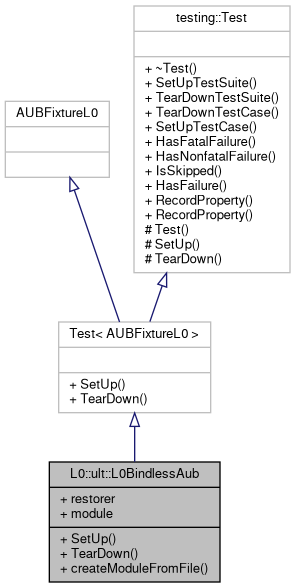 testing::Test
+ ~Test()
+ SetUpTestSuite()
+ TearDownTestSuite()
+ TearDownTestCase()
+ SetUpTestCase()
+ HasFatalFailure()
+ HasNonfatalFailure()
+ IsSkipped()
+ HasFailure()
+ RecordProperty()
+ RecordProperty()
# Test()
# SetUp()
# TearDown()
AUBFixtureL0
Test< AUBFixtureL0 >
+ SetUp()
+ TearDown()
L0::ult::L0BindlessAub
+ restorer
+ module
+ SetUp()
+ TearDown()
+ createModuleFromFile()